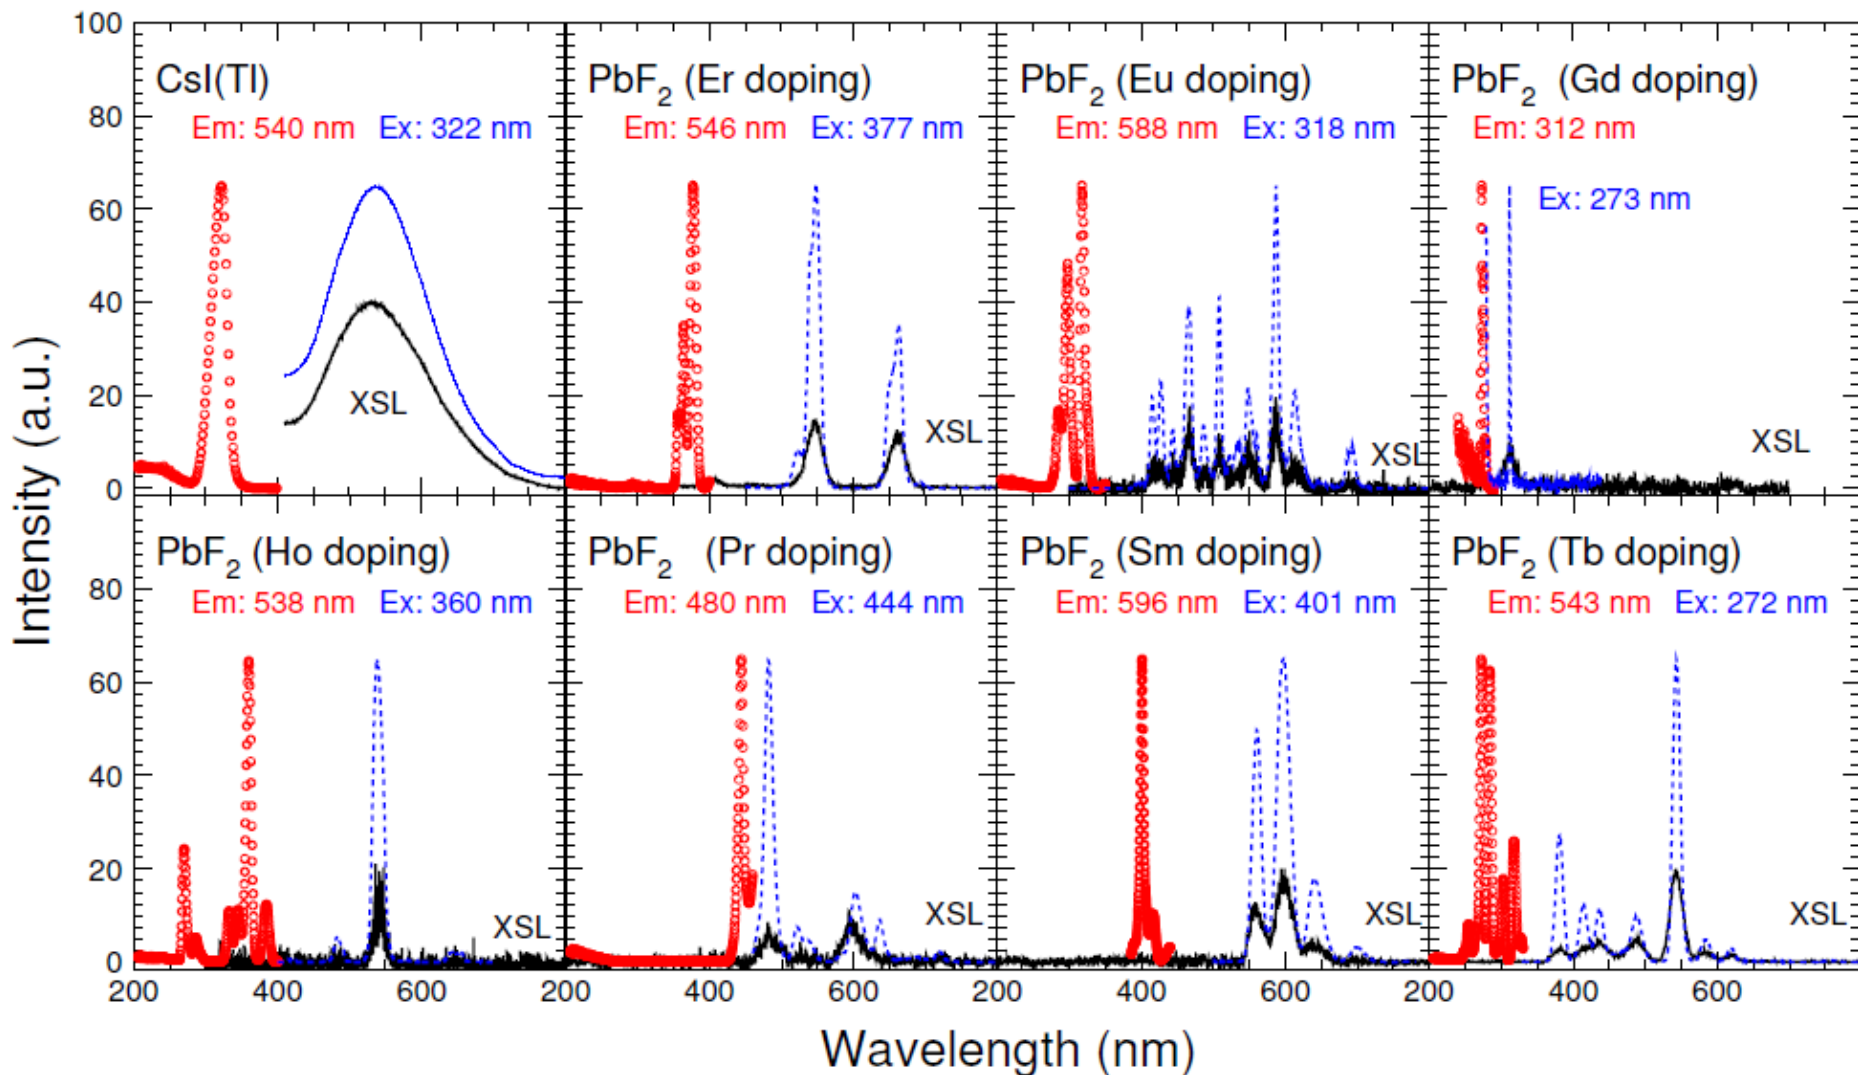 Intensity (a.u.)
100
80
60
40
20
0
CsI(Tl)
Em: 540 nm Ex: 322 nm
XSL
PbF2 (Er doping)
Em: 546 nm Ex: 377 nm
XSL
PbF2 (Eu doping)
Em: 588 nm Ex: 318 nm
XSL
PbF2 (Gd doping)
Em: 312 nm
Ex: 273 nm
XSL
80
60
40
20
0
PbF2 (Ho doping)
Em: 538 nm Ex: 360 nm
XSL
PbF2 (Pr doping)
Em: 480 nm Ex: 444 nm
XSL
PbF2 (Sm doping)
Em: 596 nm Ex: 401 nm
XSL
PbF2 (Tb doping)
Em: 543 nm Ex: 272 nm
XSL
200 400 600 200 400 600 200 400 600 200 400 600
Wavelength (nm)